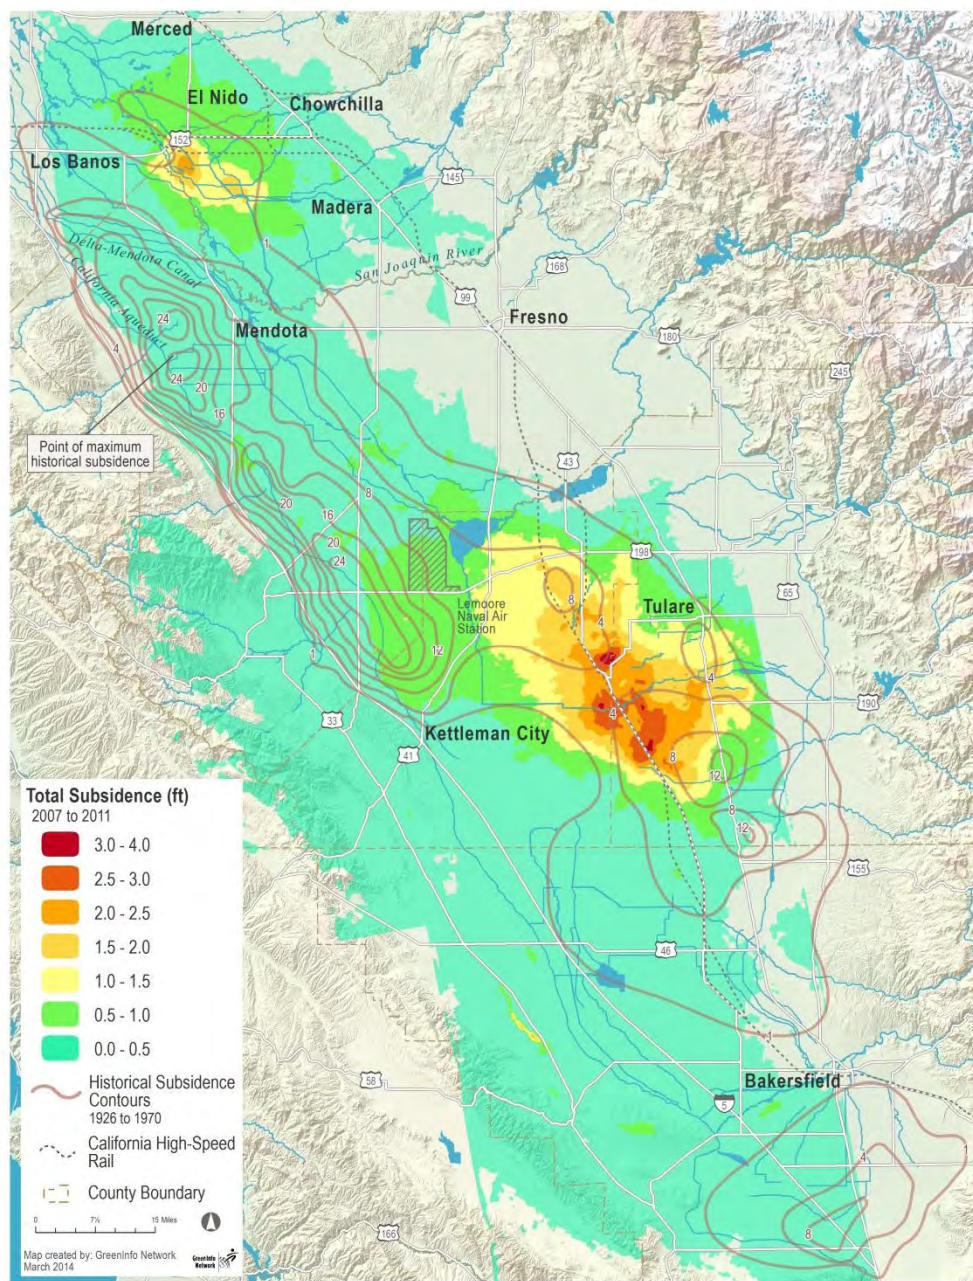 Merced
El Nido
Chowchilla
152
Los Banos
145
Madera
1
Delta-Mendota Canal
San Joaquin River
California Aqueduct
168
99
24
Mendota
Fresno
180
4
24
20
245
16
Point of maximum
historical subsidence
43
8
20
16
20
24
198
65
8
Lemoore
Naval Air
Station
4
Tulare
1
12
4
190
33
4
Kettleman City
41
8
12
8
12
155
46
1
58
Bakersfield
5
4
1
8
166
Total Subsidence (ft)
2007 to 2011
3.0 - 4.0
2.5 - 3.0
2.0 - 2.5
1.5 - 2.0
1.0 - 1.5
0.5 - 1.0
0.0 - 0.5
Historical Subsidence
Contours
1926 to 1970
California High-Speed
Rail
County Boundary
0 7½ 15 Miles
Map created by: GreenInfo Network
March 2014
GreenInfo
Network